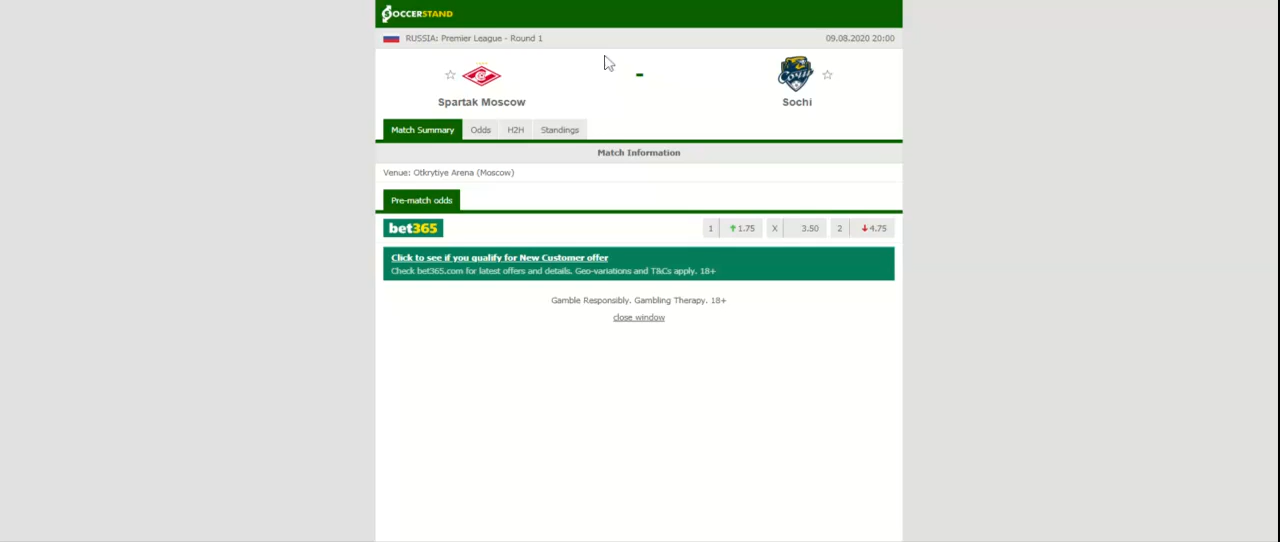 SOCCERSTAND
RUSSIA: Premier League - Round 1 09.08.2020 20:00
Сочи
-
Spartak Moscow Sochi
Match Summary Odds H2H Standings
Match Information
Venue: Otkrytiye Arena (Moscow)
Pre-match odds
bet365 1 1.75 X 3.50 2 4.75
Click to see if you qualify for New Customer offer
Check bet365.com for latest offers and details. Geo-variations and T&Cs apply. 18+
Gamble Responsibly. Gambling Therapy. 18+
close window